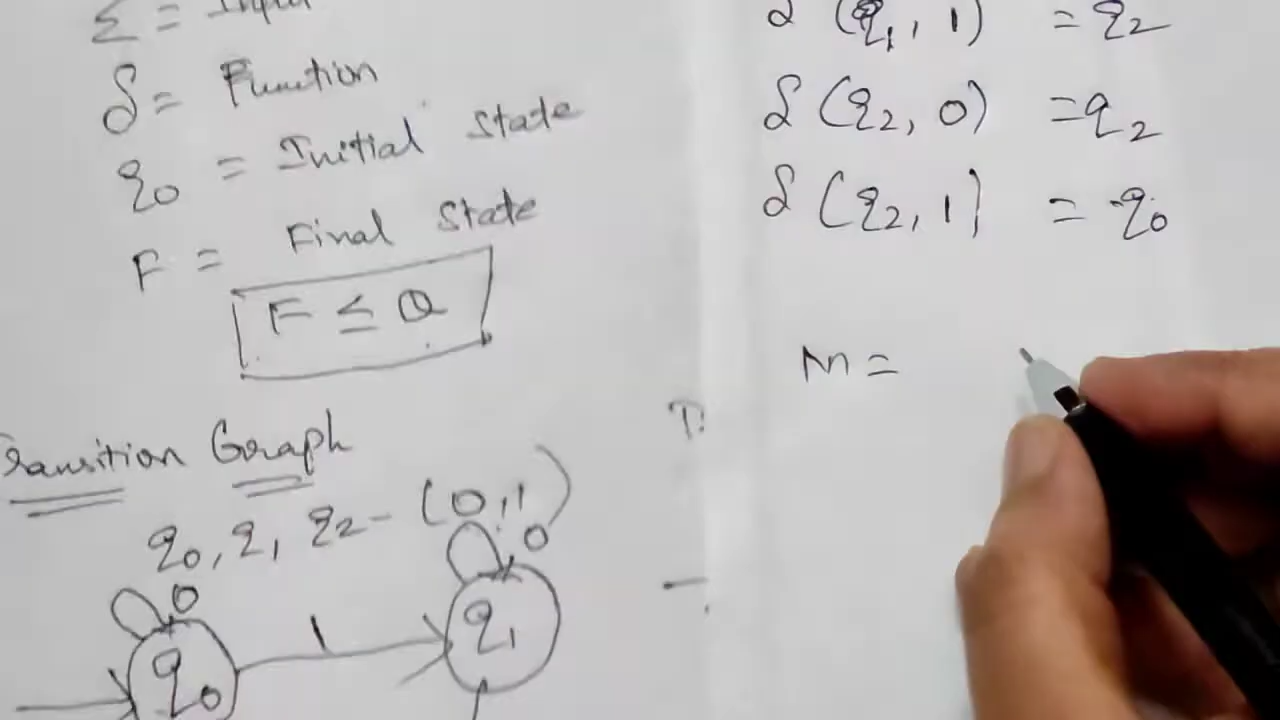 Σ = Input
δ = Function
q0 = Initial State
F = Final State
F ≤ Q
Transition Graph
q0, q1, q2 - (0,1)
0
0
1
q0
q1
δ (q1, 1) = q2
δ (q2, 0) = q2
δ (q2, 1) = q0
M =